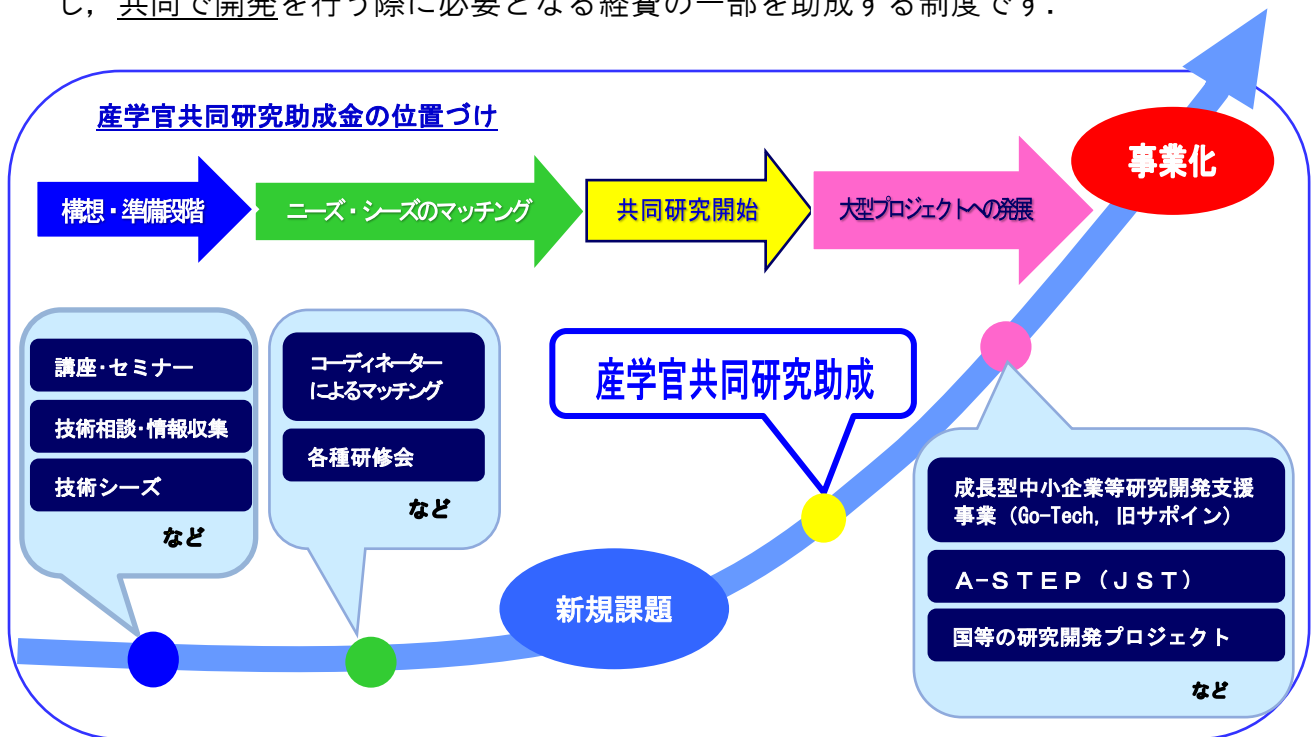 し，共同で開発を行う際に必要となる経費の一部を助成する制度です．
産学官共同研究助成金の位置づけ
構想・準備段階
ニーズ・シーズのマッチング
共同研究開始
大型プロジェクトへの発展
事業化
講座・セミナー
技術相談・情報収集
技術シーズ
など
コーディネーター
によるマッチング
各種研修会
など
産学官共同研究助成
新規課題
成長型中小企業等研究開発支援
事業（Go-Tech，旧サポイン）
Ａ-ＳＴＥＰ（ＪＳＴ）
国等の研究開発プロジェクト
など